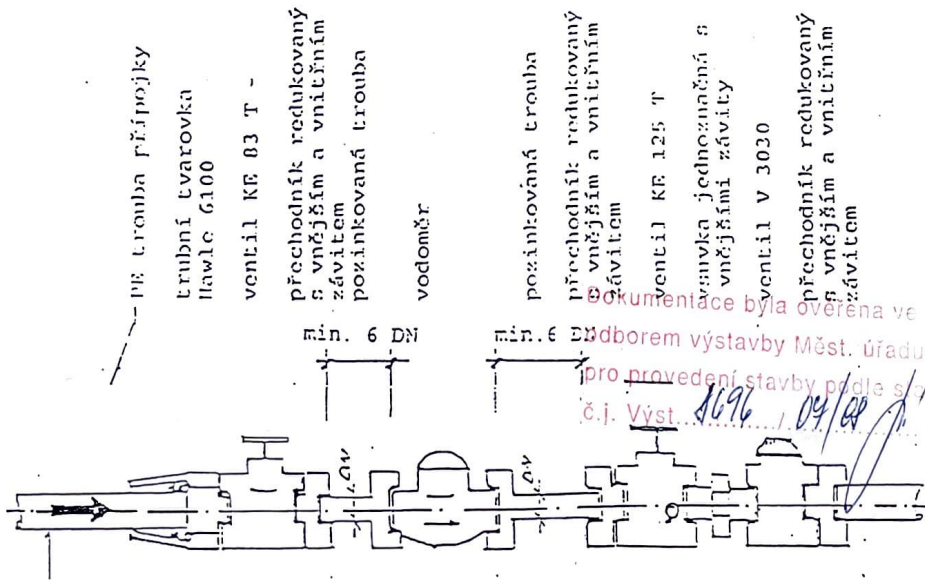 PE trouba přípojky
trubní tvarovka
Hawle 6100
ventil KE 83 T -
přechodník redukovaný
s vnějším a vnitřním
závitem
pozinkovaná trouba
vodoměr
pozinkovaná trouba
přechodník redukovaný
s vnějším a vnitřním
závitem
ventil KE 125 T
vsuvka jednoznačná s
vnějšími závity
ventil V 3030
přechodník redukovaný
s vnějším a vnitřním
závitem
min. 6 DN
min. 6 DN
Dokumentace byla ověřena ve
odborem výstavby Měst. úřadu
pro provedení stavby podle
č.j. Výst. 8696 / 07/08
DN
DN